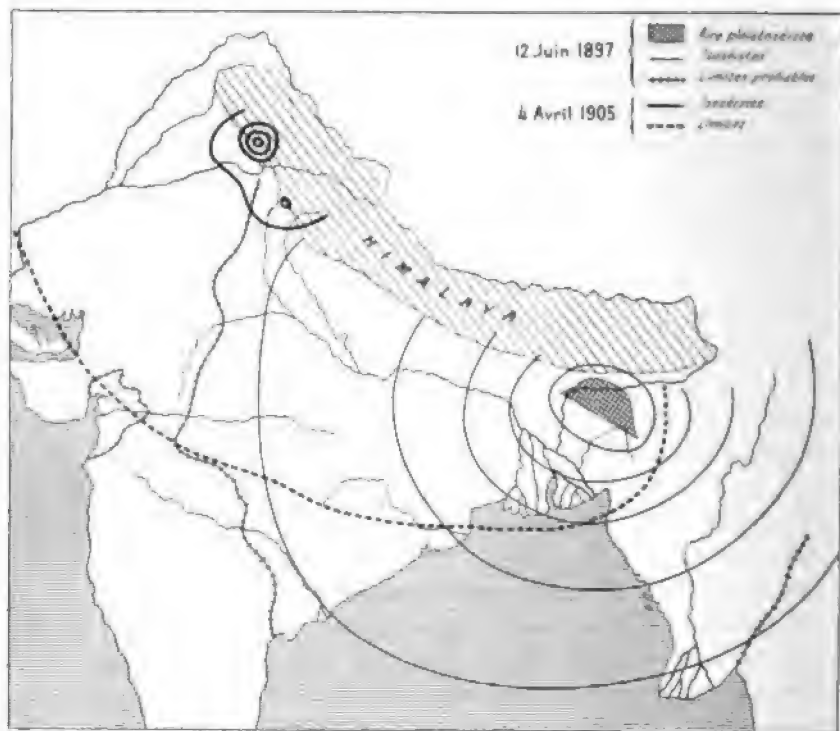 12 Juin 1897
Aire pléistoséiste
Isoséistes
Limites probables
4 Avril 1905
Isoséistes
Limites
HIMALAYA